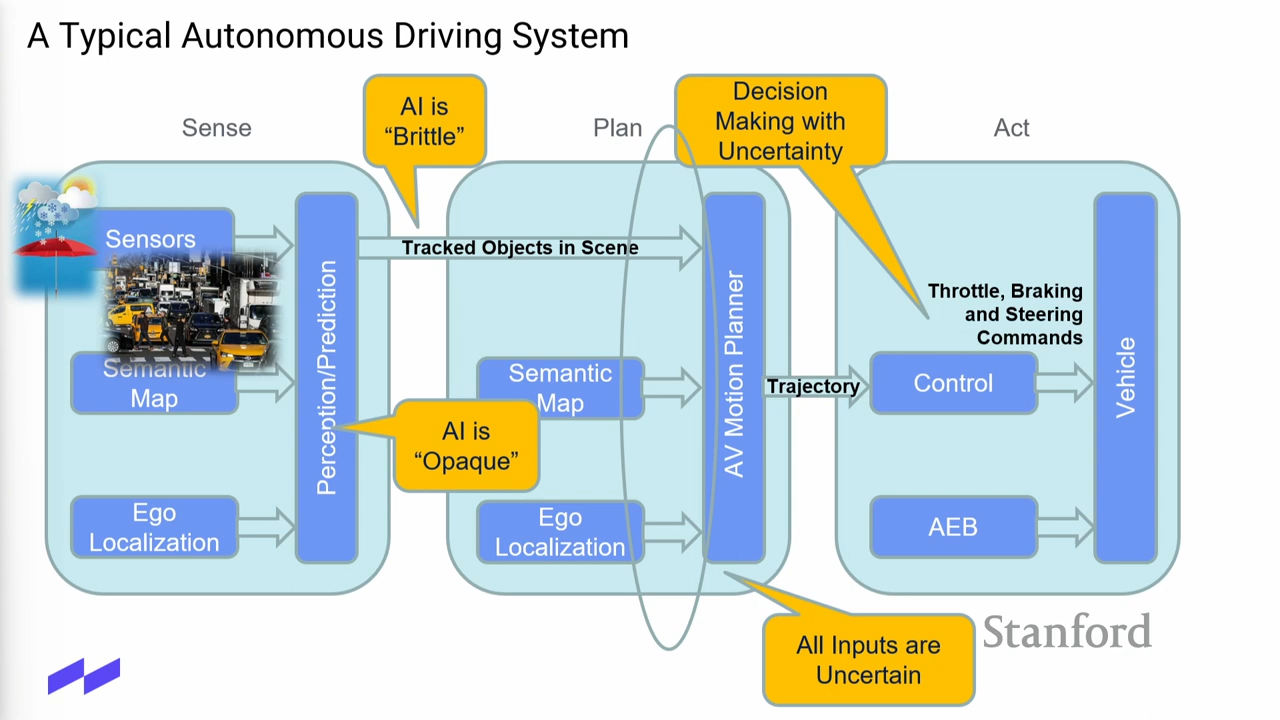 A Typical Autonomous Driving System
Sense
AI is
“Brittle”
Plan
Decision
Making with
Uncertainty
Act
Sensors
Semantic
Map
Ego
Localization
Perception/Prediction
Tracked Objects in Scene
AI is
“Opaque”
Semantic
Map
Ego
Localization
AV Motion Planner
Trajectory
Throttle, Braking
and Steering
Commands
Control
AEB
Vehicle
All Inputs are
Uncertain
Stanford